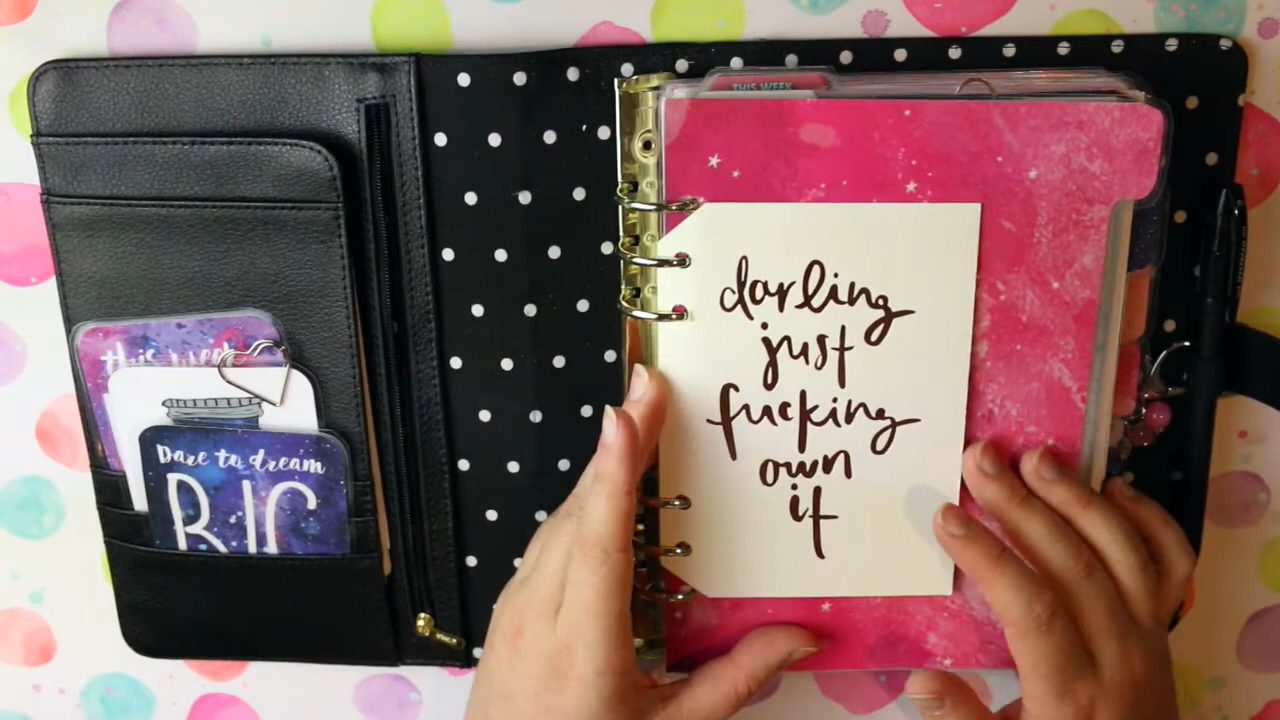 THIS WEEK
darling
just
fucking
own
it
this week
Dare to dream
BIG